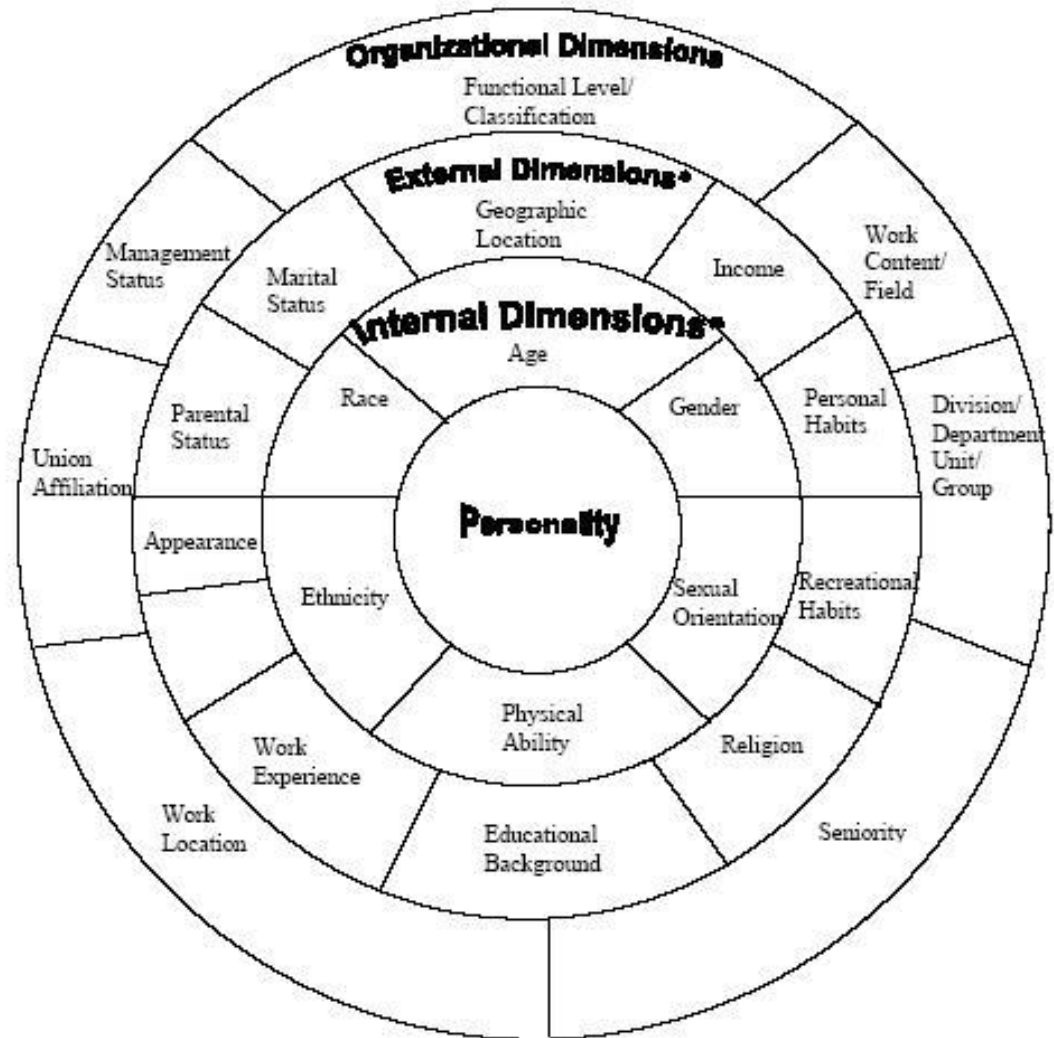 Organizational Dimensions
Functional Level/
Classification
External Dimensions*
Geographic
Location
Management
Status
Marital
Status
Income
Work
Content/
Field
Internal Dimensions*
Age
Race
Gender
Parental
Status
Personal
Habits
Division/
Department
Unit/
Group
Union
Affiliation
Personality
Appearance
Ethnicity
Sexual
Orientation
Recreational
Habits
Physical
Ability
Work
Experience
Religion
Work
Location
Educational
Background
Seniority